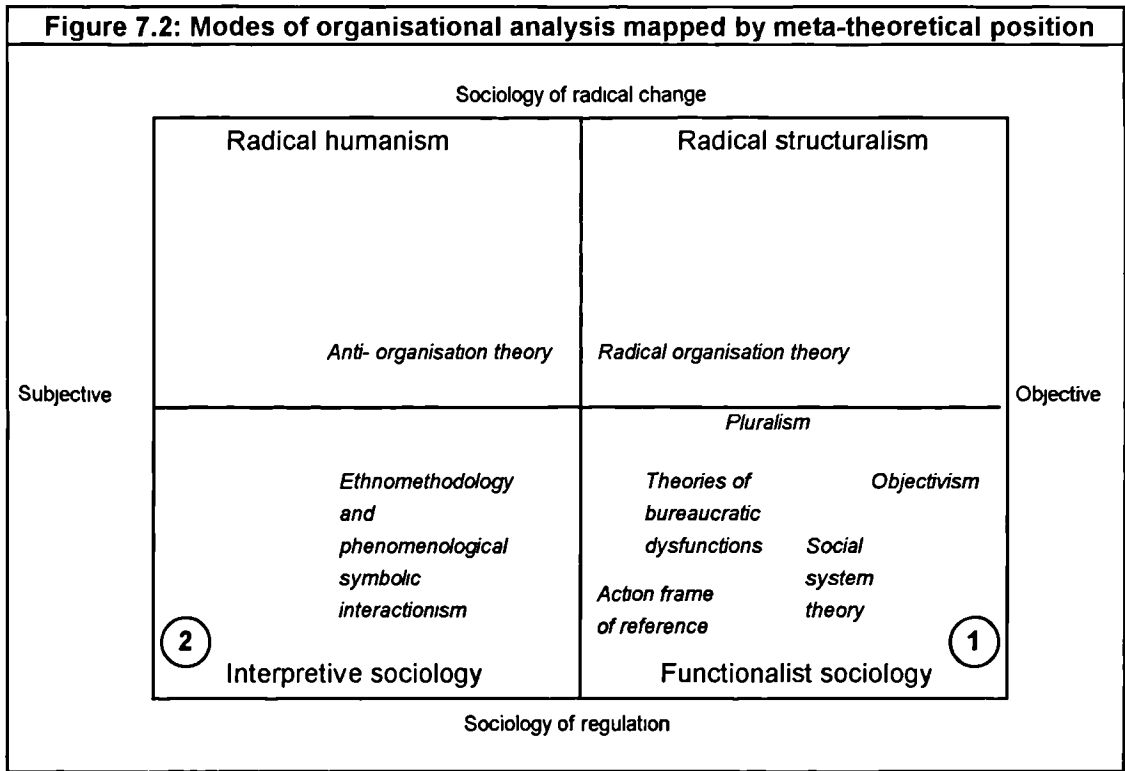 Figure 7.2: Modes of organisational analysis mapped by meta-theoretical position
Sociology of radical change
Radical humanism
Radical structuralism
Anti- organisation theory
Radical organisation theory
Subjective
Objective
Pluralism
Ethnomethodology
and
phenomenological
symbolic
interactionism
Theories of
bureaucratic
dysfunctions
Objectivism
Social
system
theory
Action frame
of reference
2
1
Interpretive sociology
Functionalist sociology
Sociology of regulation